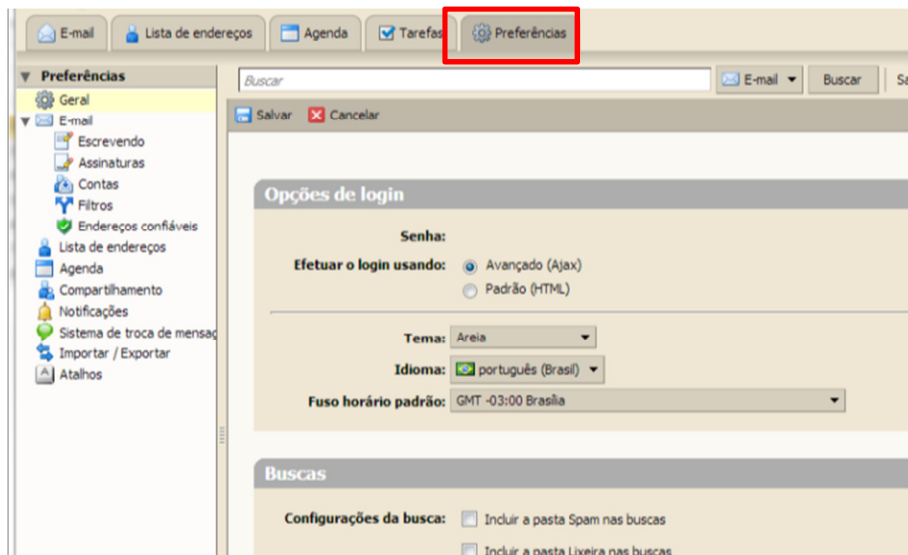 E-mail Lista de endereços Agenda Tarefas Preferências
Preferências
Geral
E-mail
Escrevendo
Assinaturas
Contas
Filtros
Endereços confiáveis
Lista de endereços
Agenda
Compartilhamento
Notificações
Sistema de troca de mensaç
Importar / Exportar
Atalhos
Buscar E-mail Buscar Sa
Salvar Cancelar
Opções de login
Senha:
Efetuar o login usando: Avançado (Ajax)
Padrão (HTML)
Tema: Areia
Idioma: português (Brasil)
Fuso horário padrão: GMT -03:00 Brasília
Buscas
Configurações da busca: Incluir a pasta Spam nas buscas
Incluir a pasta Lixeira nas buscas